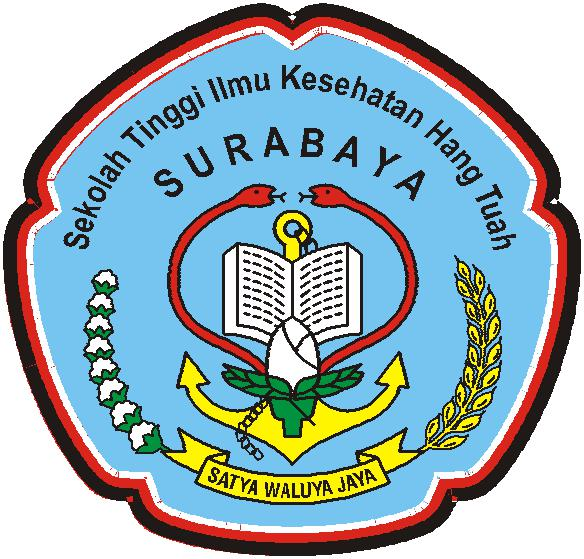 Sekolah Tinggi Ilmu Kesehatan Hang Tuah
SURABAYA
SATYA WALUYA JAYA